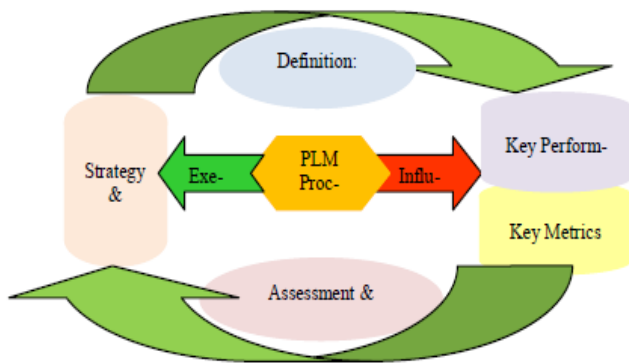 Definition:
Strategy
&
Exe-
PLM
Proc-
Influ-
Key Perform-
Key Metrics
Assessment &